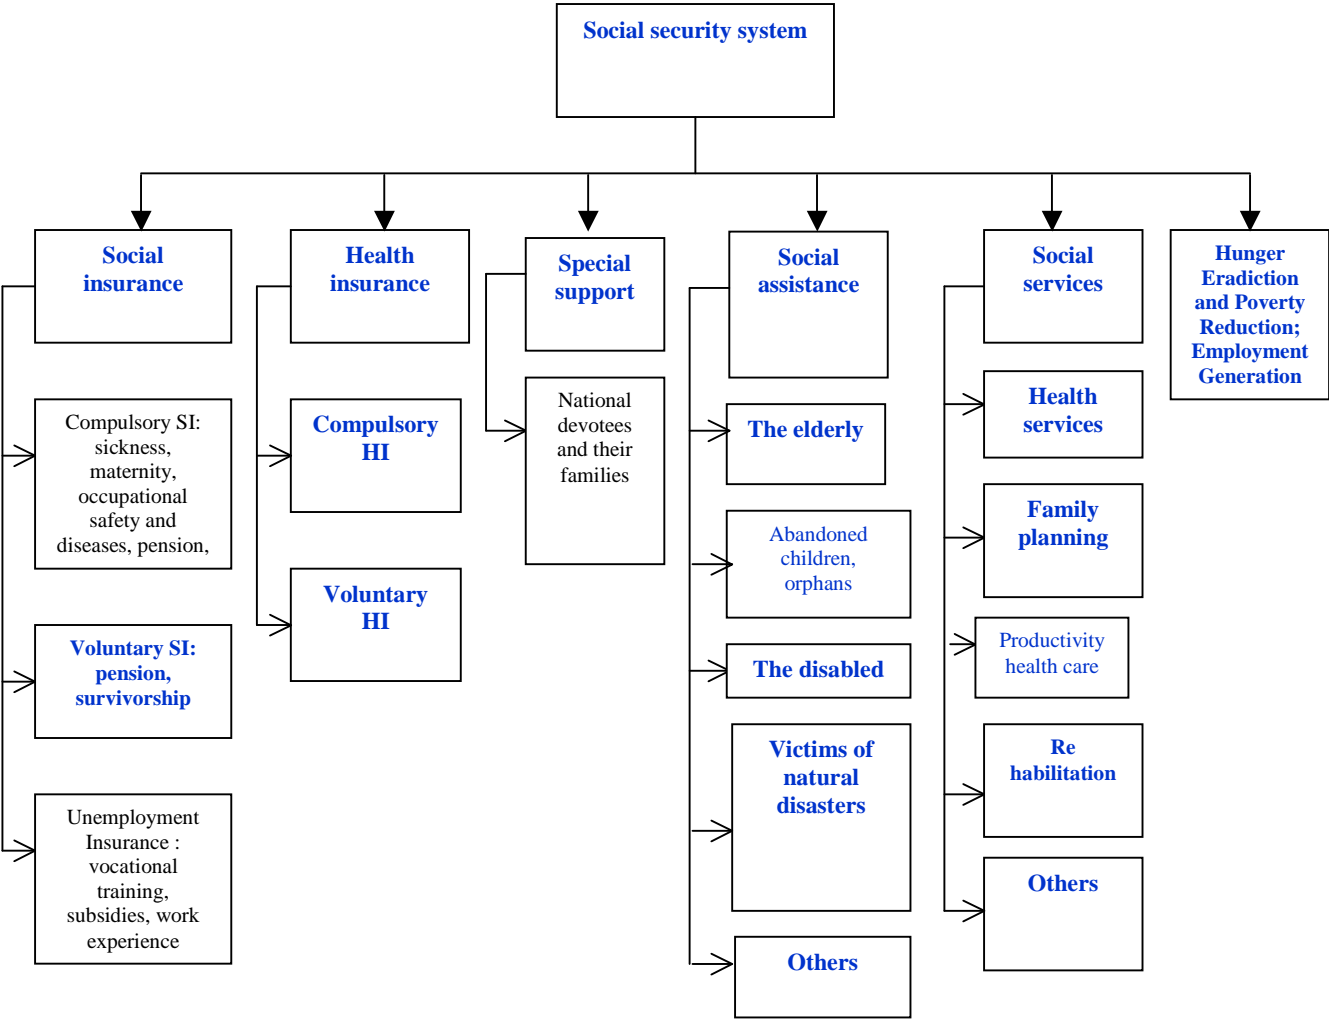 Social security system
Social
insurance
Health
insurance
Special
support
Social
assistance
Social
services
Hunger
Eradiction
and Poverty
Reduction;
Employment
Generation
Compulsory SI:
sickness,
maternity,
occupational
safety and
diseases, pension,
Voluntary SI:
pension,
survivorship
Unemployment
Insurance :
vocational
training,
subsidies, work
experience
Compulsory
HI
Voluntary
HI
National
devotees
and their
families
The elderly
Abandoned
children,
orphans
The disabled
Victims of
natural
disasters
Others
Health
services
Family
planning
Productivity
health care
Re
habilitation
Others